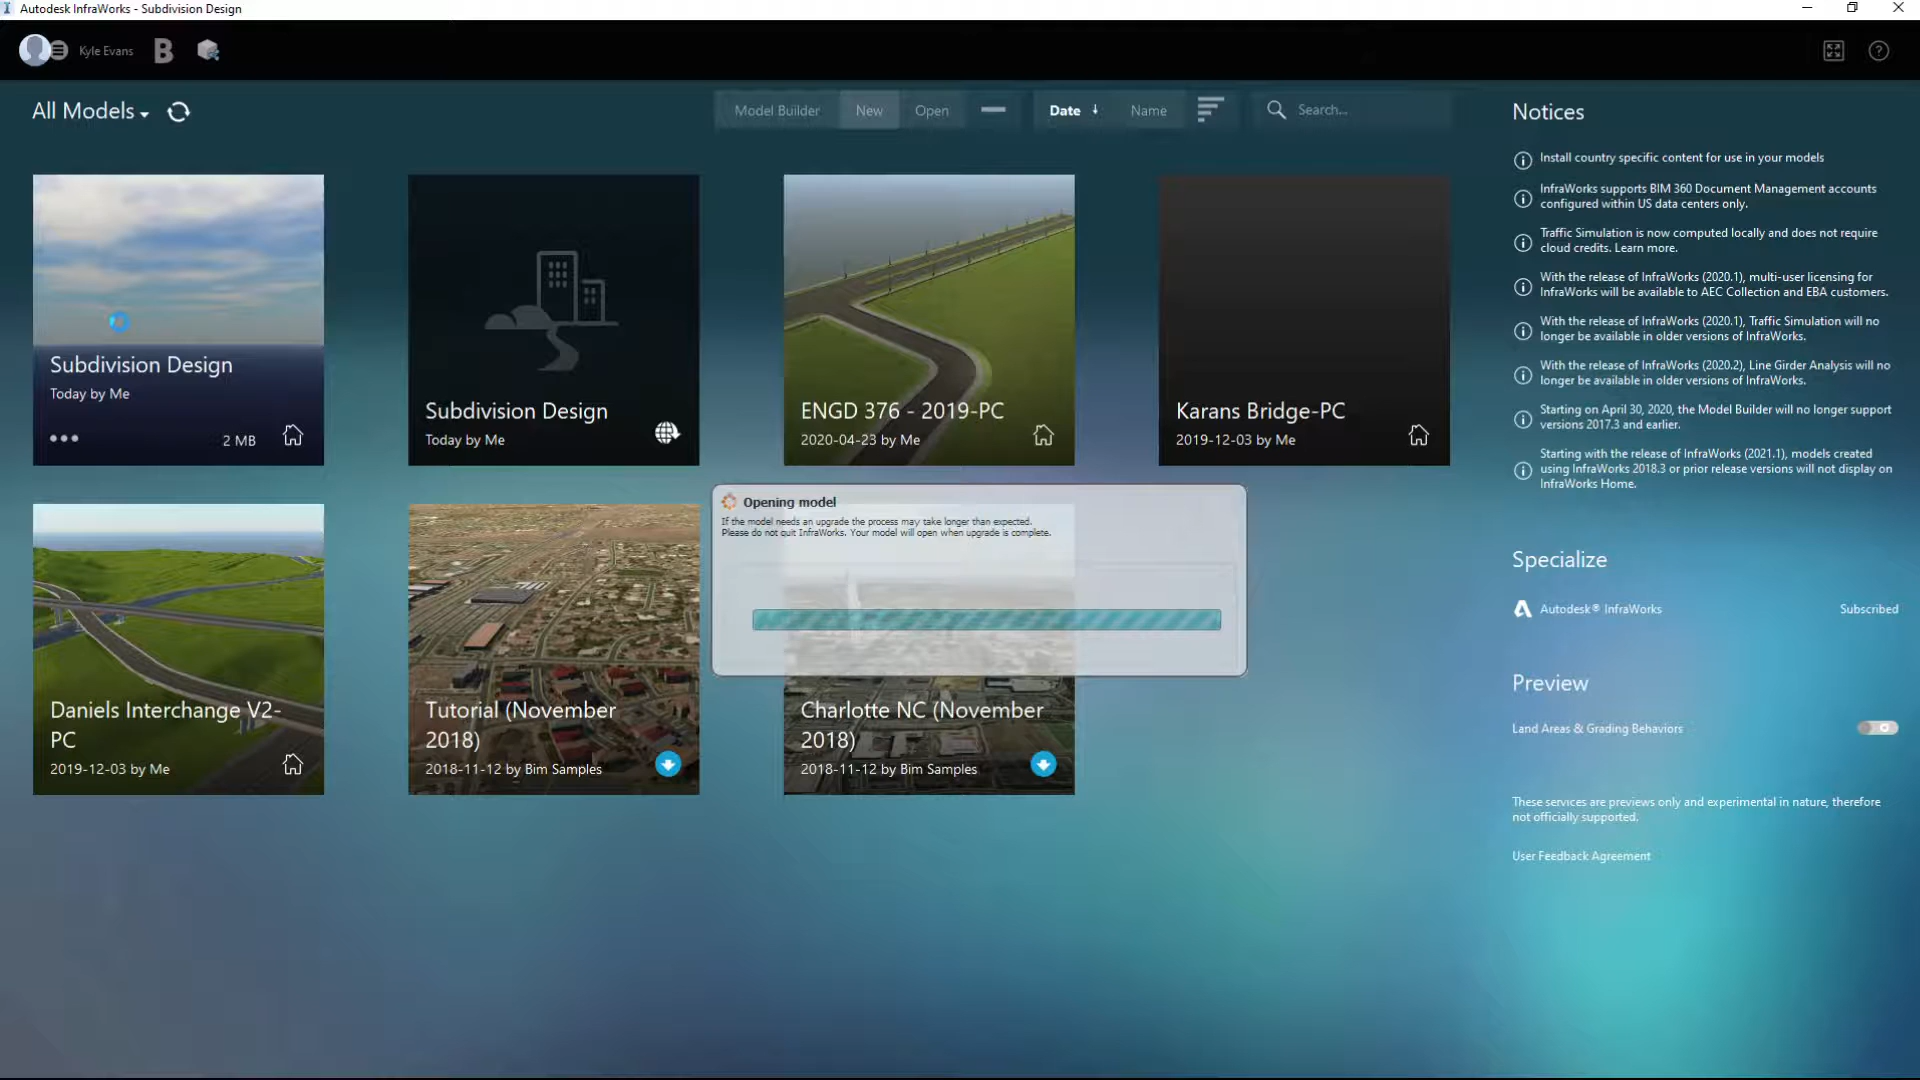 Autodesk InfraWorks - Subdivision Design
Kyle Evans
B
All Models
Model Builder
New
Open
Date
Name
Search...
Subdivision Design
Today by Me
2 MB
Subdivision Design
Today by Me
ENGD 376 - 2019-PC
2020-04-23 by Me
Karans Bridge-PC
2019-12-03 by Me
Opening model
If the model needs an upgrade the process may take longer than expected.
Please do not quit InfraWorks. Your model will open when upgrade is complete.
Daniels Interchange V2-
PC
2019-12-03 by Me
Tutorial (November
2018)
2018-11-12 by Bim Samples
Charlotte NC (November
2018)
2018-11-12 by Bim Samples
Notices
Install country specific content for use in your models
InfraWorks supports BIM 360 Document Management accounts
configured within US data centers only.
Traffic Simulation is now computed locally and does not require
cloud credits. Learn more.
With the release of InfraWorks (2020.1), multi-user licensing for
InfraWorks will be available to AEC Collection and EBA customers.
With the release of InfraWorks (2020.1), Traffic Simulation will no
longer be available in older versions of InfraWorks.
With the release of InfraWorks (2020.2), Line Girder Analysis will no
longer be available in older versions of InfraWorks.
Starting on April 30, 2020, the Model Builder will no longer support
versions 2017.3 and earlier.
Starting with the release of InfraWorks (2021.1), models created
using InfraWorks 2018.3 or prior release versions will not display on
InfraWorks Home.
Specialize
Autodesk® InfraWorks
Subscribed
Preview
Land Areas & Grading Behaviors
These services are previews only and experimental in nature, therefore
not officially supported.
User Feedback Agreement